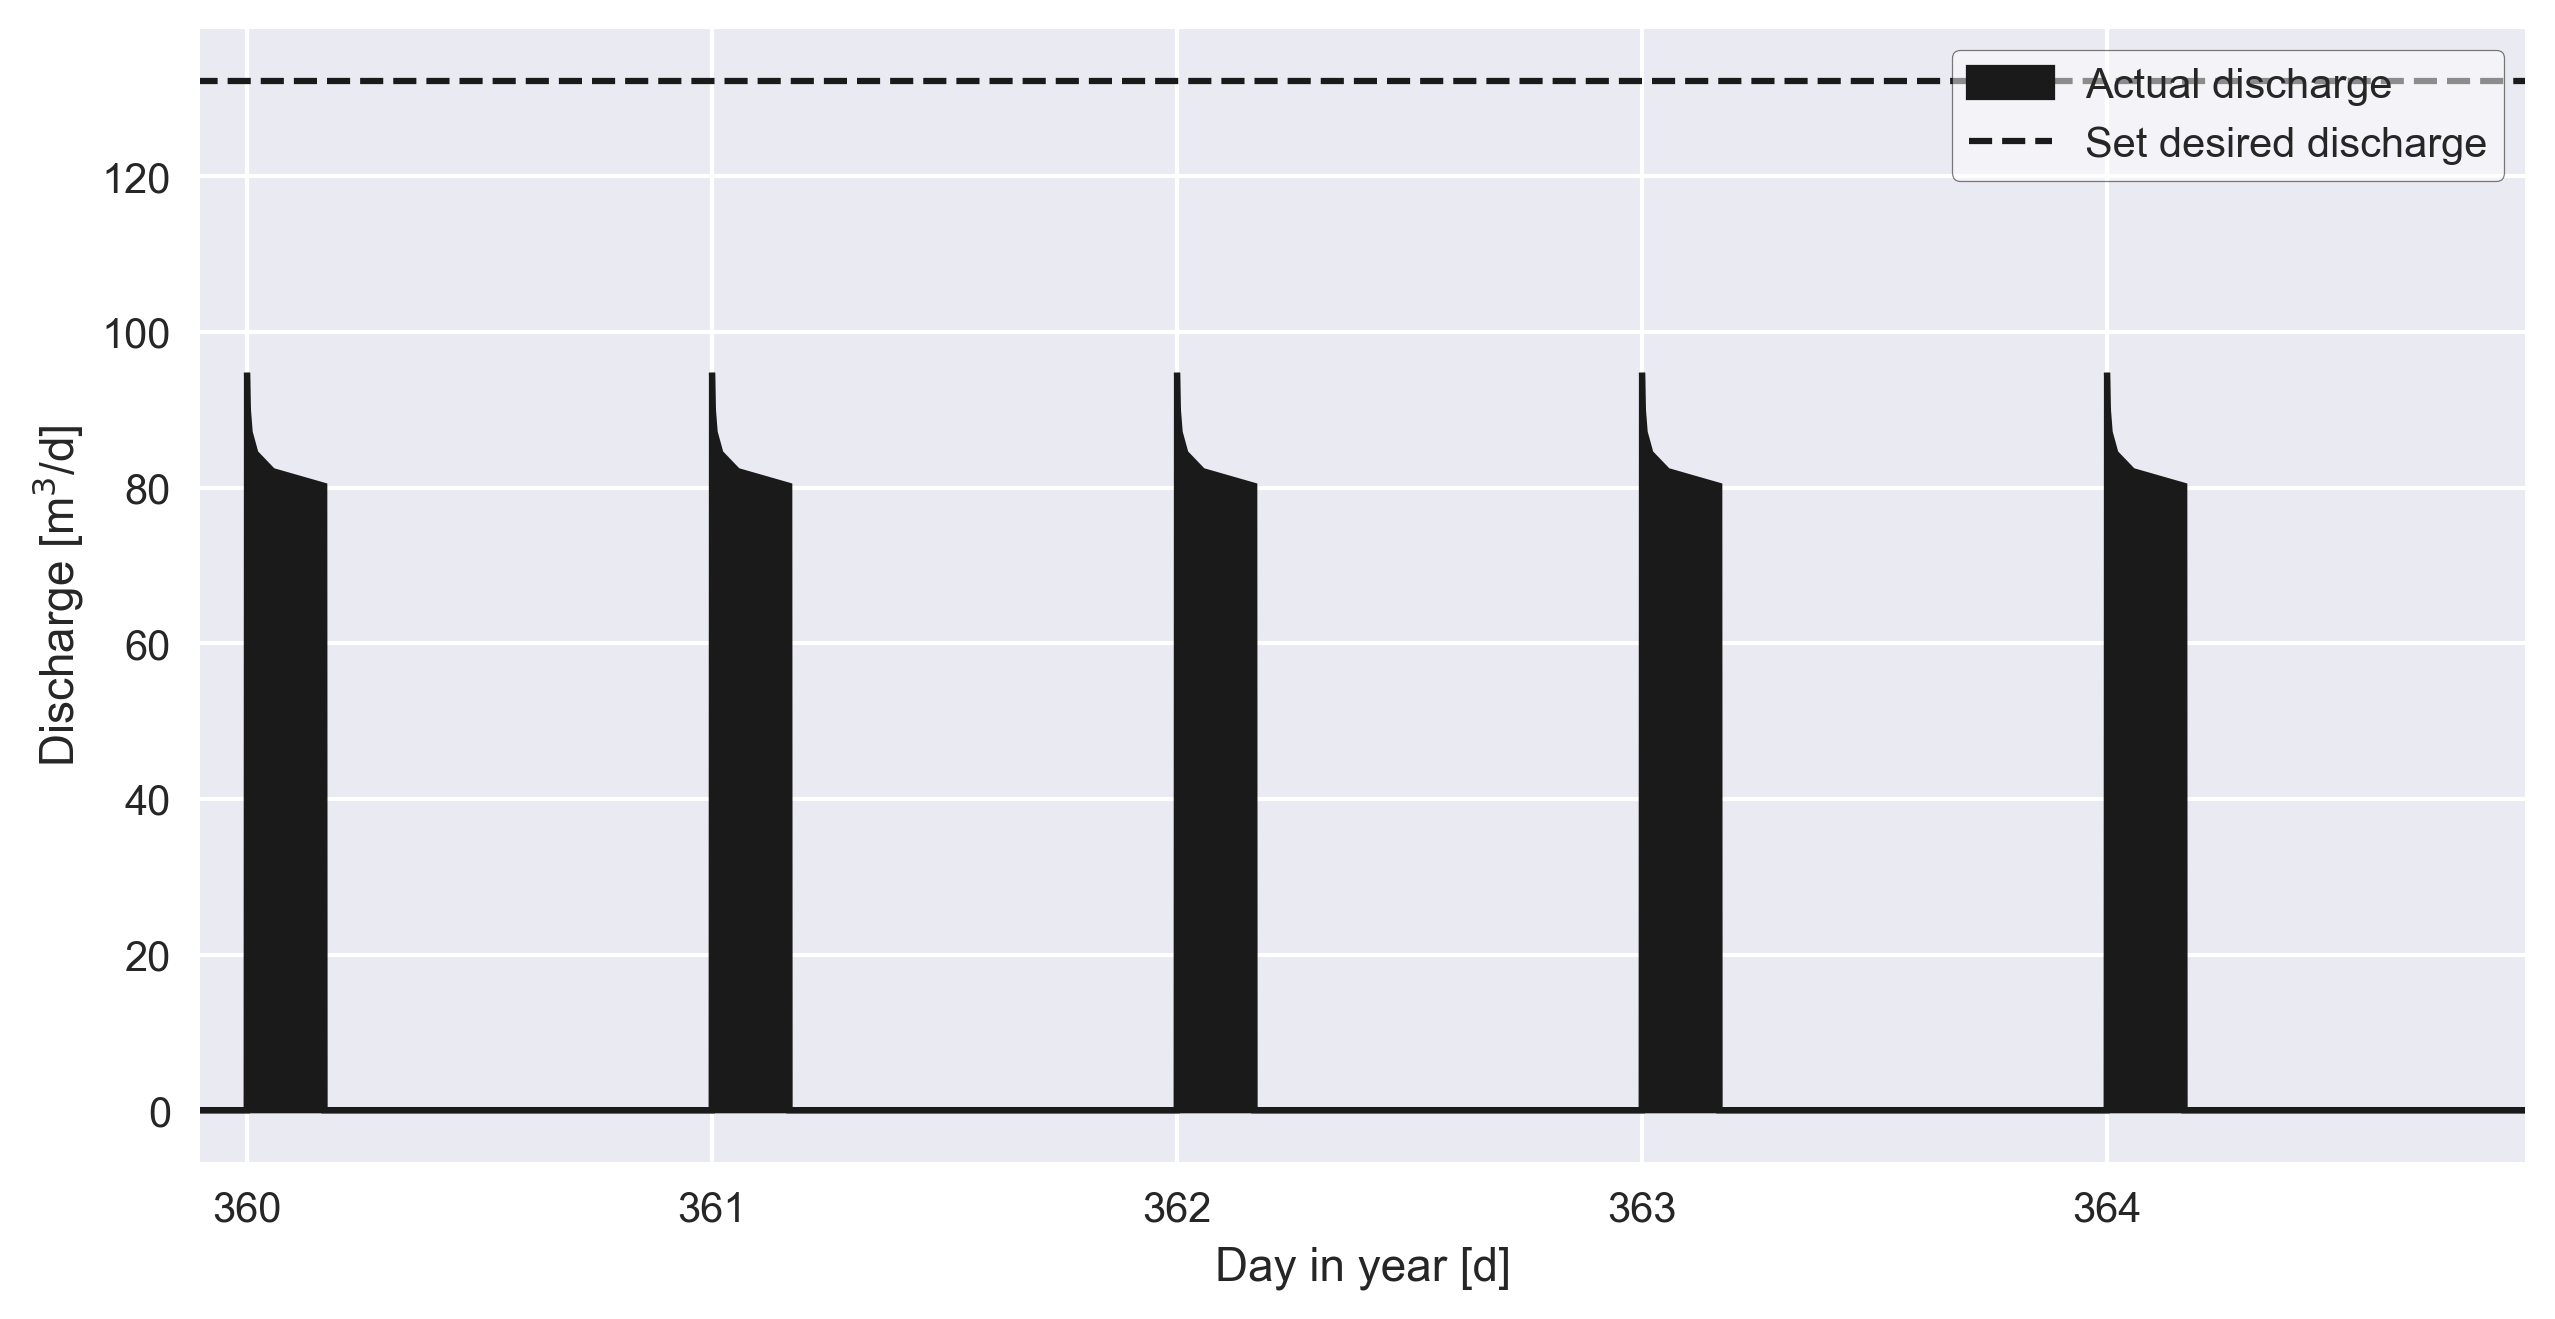 Actual discharge
Set desired discharge
120
100
80
60
40
20
0
Discharge [m³/d]
360 361 362 363 364
Day in year [d]